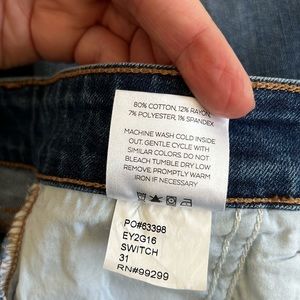 80% COTTON, 12% RAYON,
7% POLYESTER, 1% SPANDEX
MACHINE WASH COLD INSIDE
OUT, GENTLE CYCLE WITH
SIMILAR COLORS. DO NOT
BLEACH TUMBLE DRY LOW
REMOVE PROMPTLY WARM
IRON IF NECESSARY
PO#63398
EY2G16
SWITCH
31
RN#99299